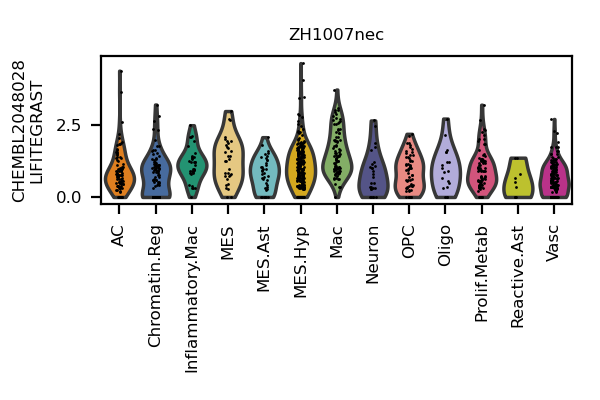 ZH1007nec
CHEMBL2048028
LIFITEGRAST
2.5
0.0
AC
Chromatin.Reg
Inflammatory.Mac
MES
MES.Ast
MES.Hyp
Mac
Neuron
OPC
Oligo
Prolif.Metab
Reactive.Ast
Vasc